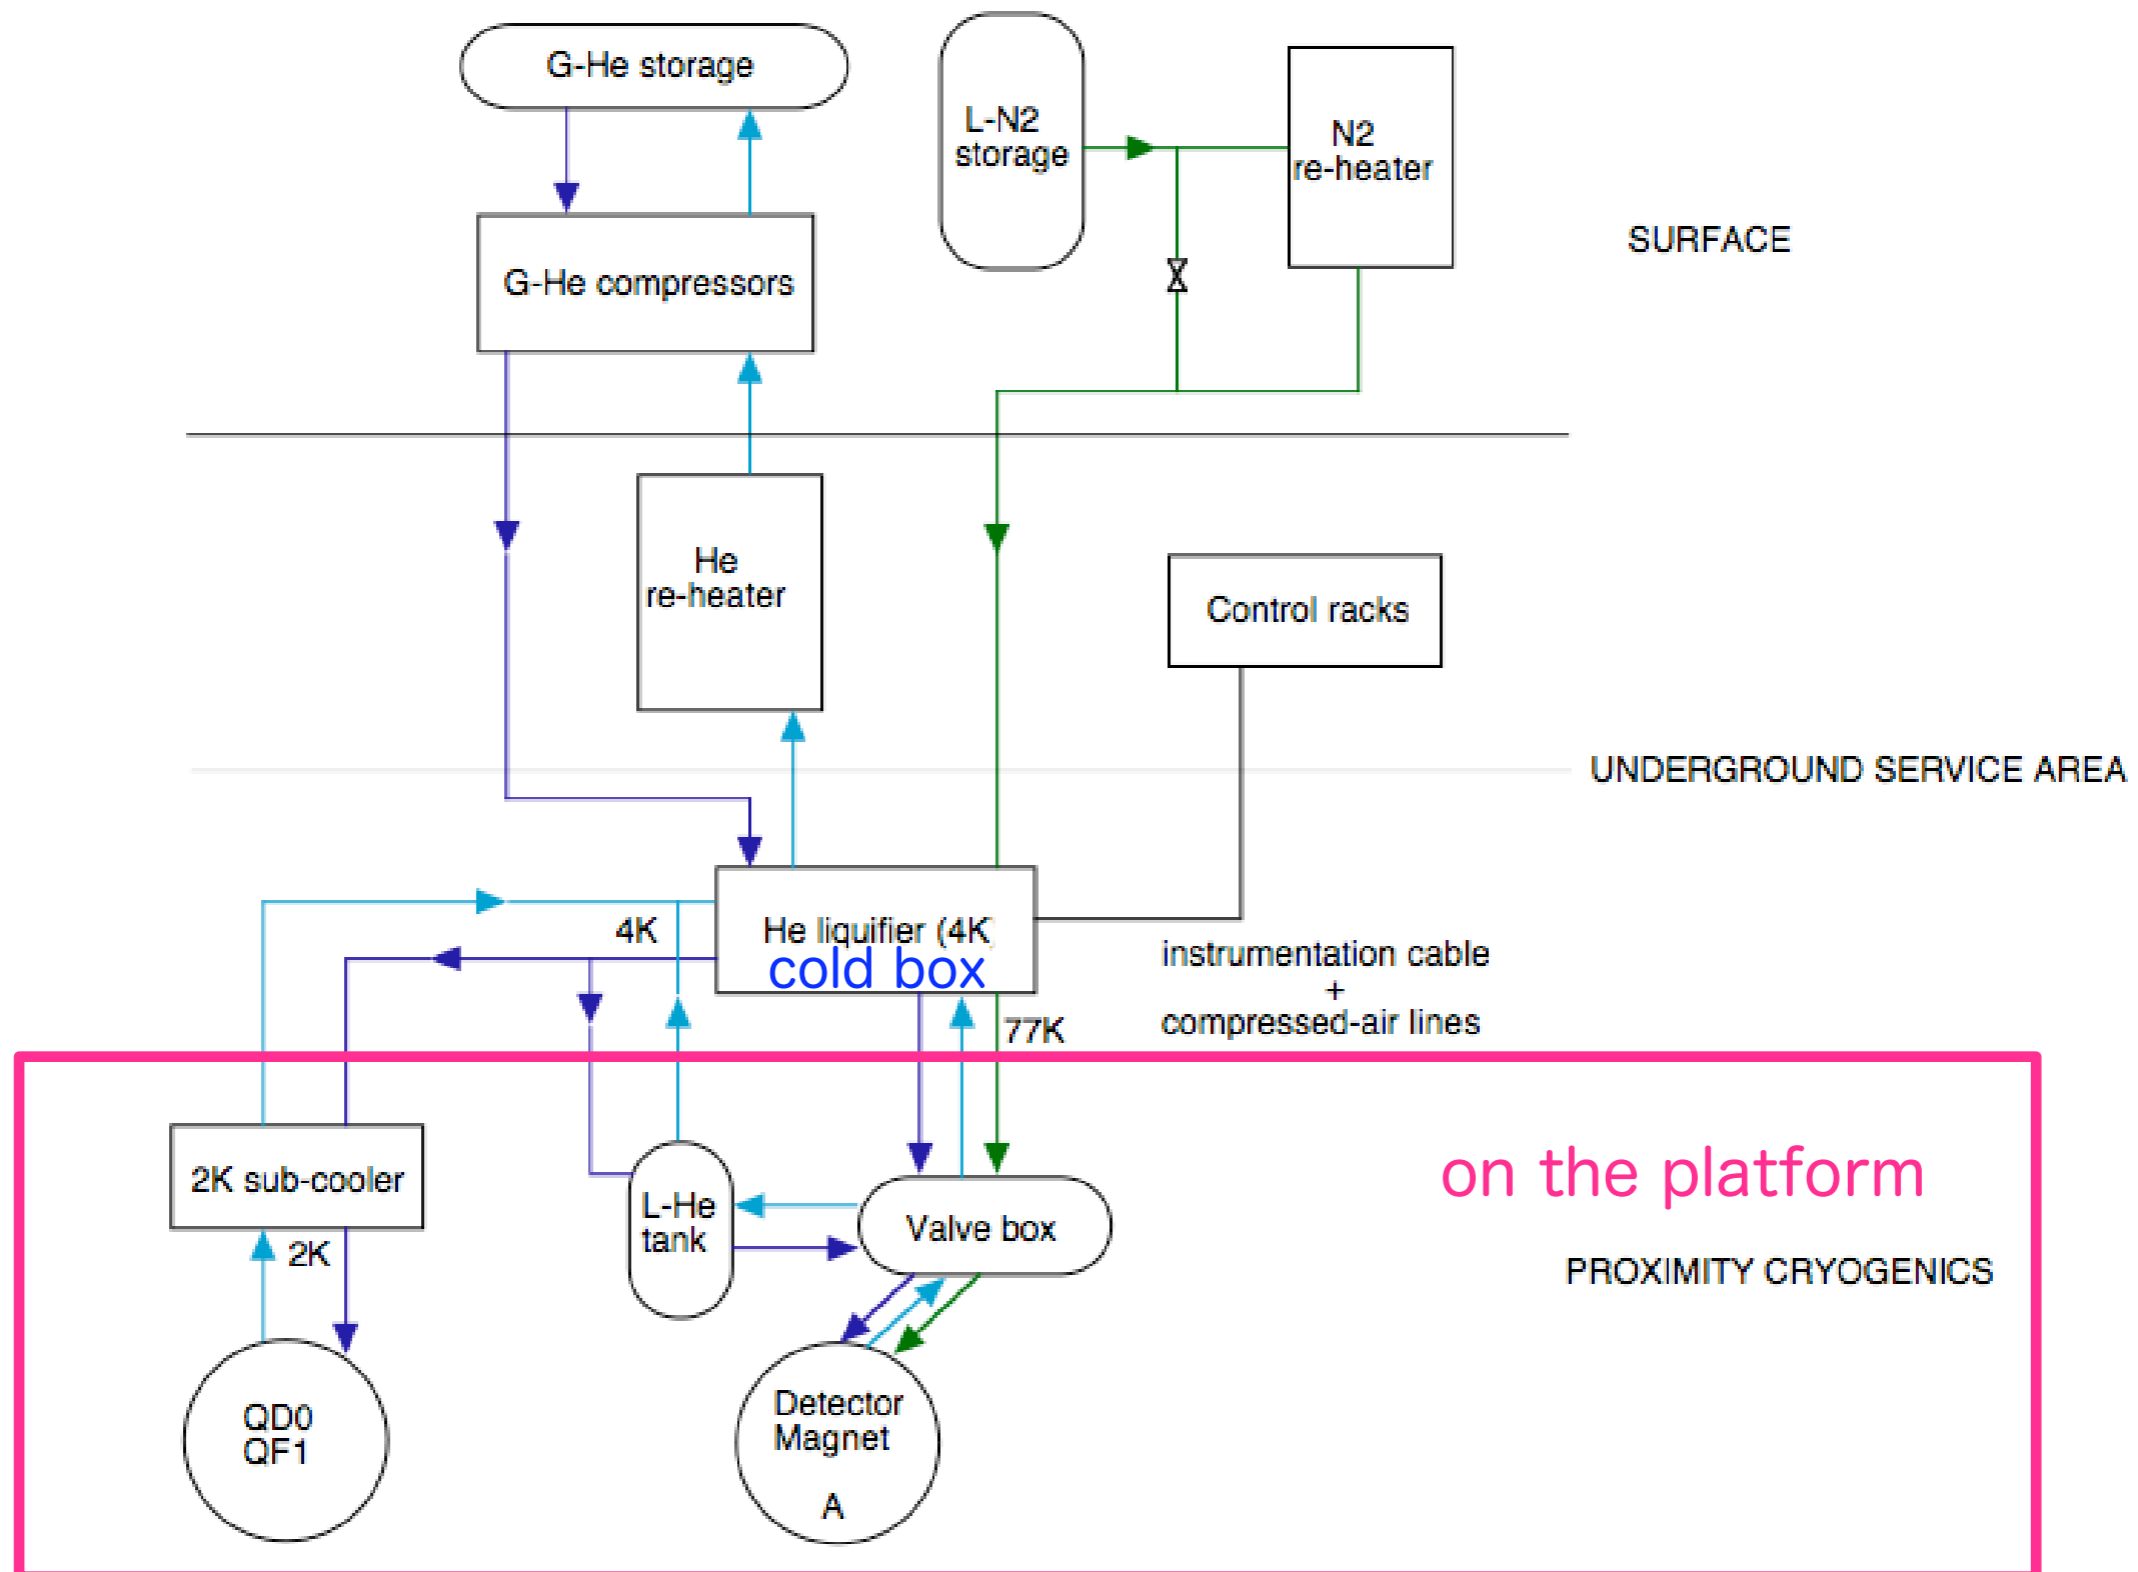 G-He storage
L-N2
storage
N2
re-heater
SURFACE
G-He compressors
He
re-heater
Control racks
UNDERGROUND SERVICE AREA
4K
He liquifier (4K)
cold box
instrumentation cable
+
compressed-air lines
77K
on the platform
2K sub-cooler
L-He
tank
Valve box
2K
PROXIMITY CRYOGENICS
QD0
QF1
Detector
Magnet
A